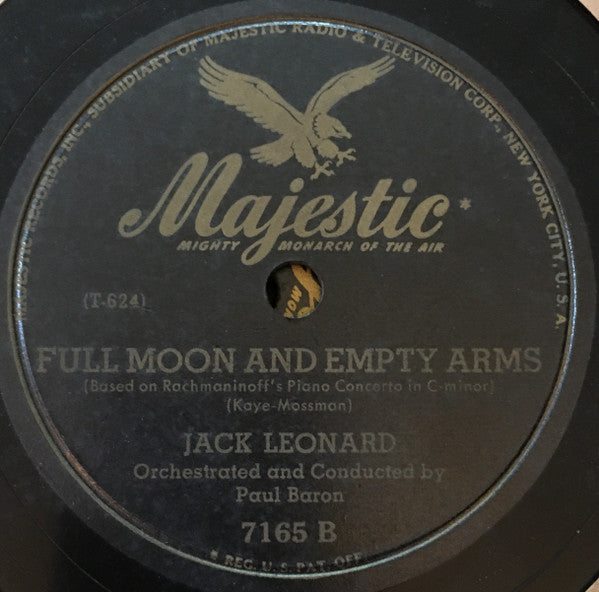 MAJESTIC RECORDS, INC., SUBSIDIARY OF MAJESTIC RADIO & TELEVISION CORP., NEW YORK CITY, U. S. A.
Majestic*
MIGHTY MONARCH OF THE AIR
(T-624)
FULL MOON AND EMPTY ARMS
(Based on Rachmaninoff's Piano Concerto in C-minor)
(Kaye-Mossman)
JACK LEONARD
Orchestrated and Conducted by
Paul Baron
7165 B
* REG. U. S. PAT. OFF.